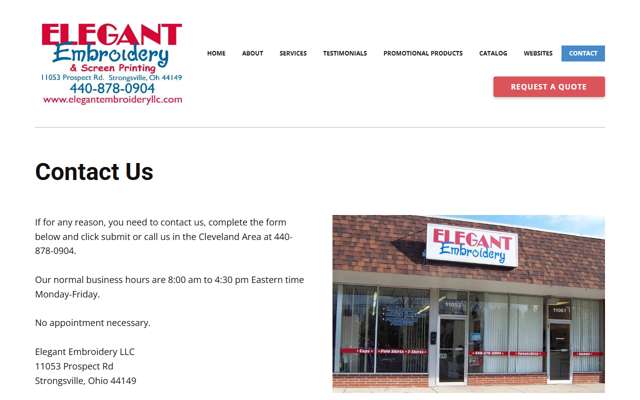 ELEGANT
Embroidery
& Screen Printing
11053 Prospect Rd. Strongsville, Oh 44149
440-878-0904
www.elegantembroideryllc.com
HOME ABOUT SERVICES TESTIMONIALS PROMOTIONAL PRODUCTS CATALOG WEBSITES CONTACT
REQUEST A QUOTE
Contact Us
If for any reason, you need to contact us, complete the form
below and click submit or call us in the Cleveland Area at 440-
878-0904.
Our normal business hours are 8:00 am to 4:30 pm Eastern time
Monday-Friday.
No appointment necessary.
Elegant Embroidery LLC
11053 Prospect Rd
Strongsville, Ohio 44149
ELEGANT
Embroidery
11053
11061